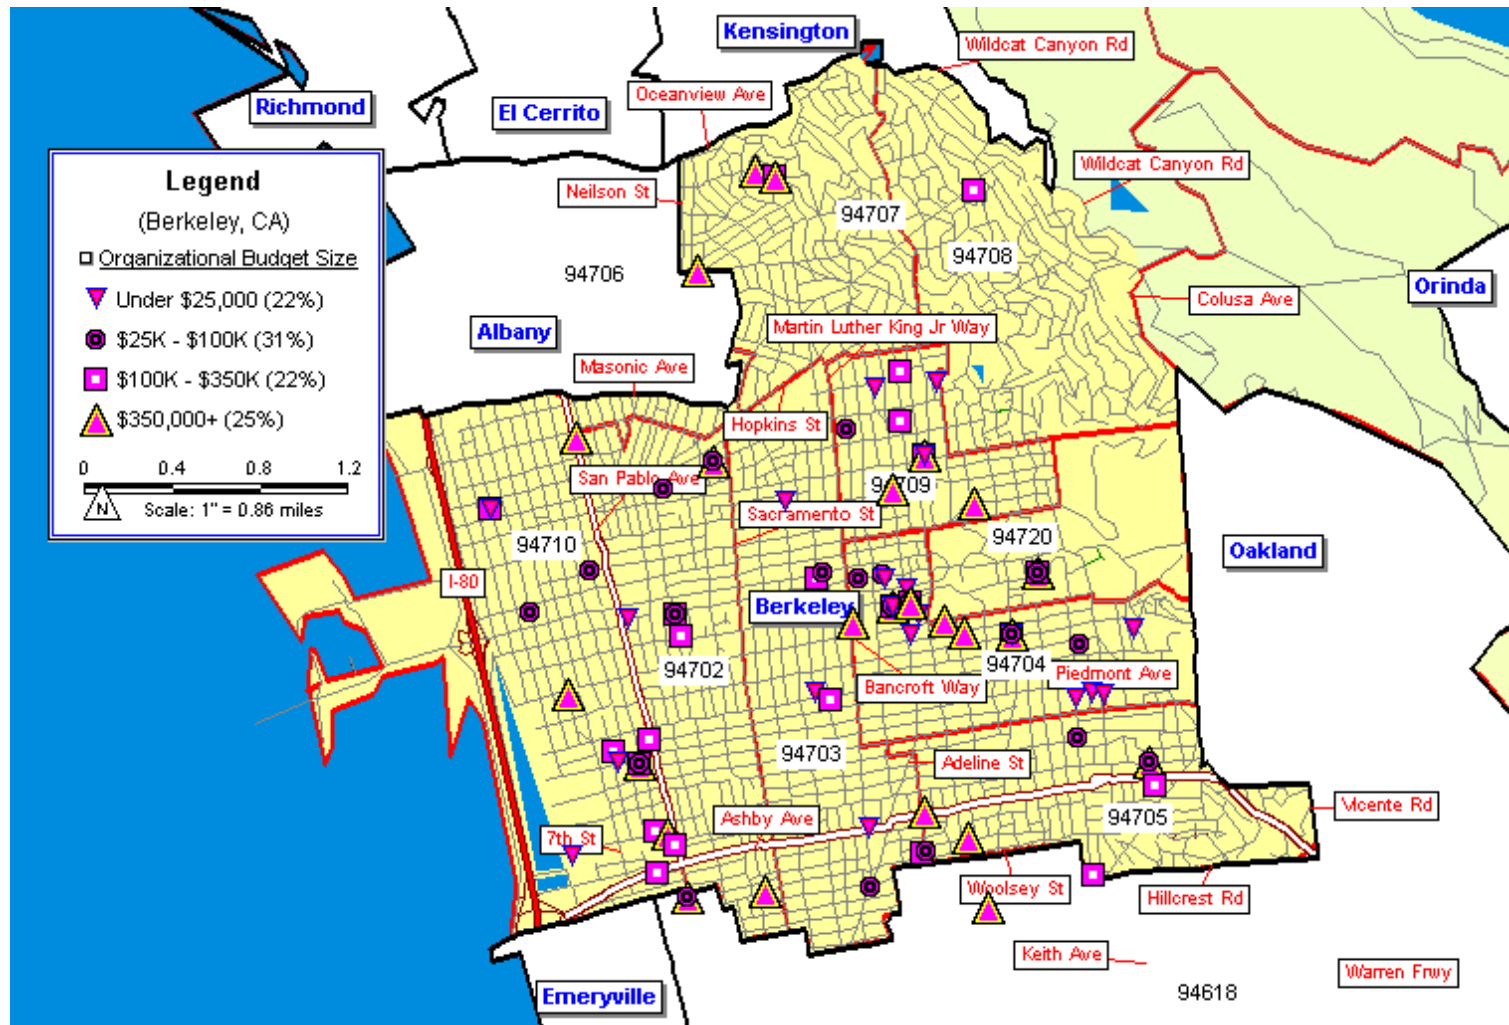 Kensington
Wildcat Canyon Rd
Oceanview Ave
Richmond
El Cerrito
Legend
(Berkeley, CA)
Organizational Budget Size
Under $25,000 (22%)
$25K - $100K (31%)
$100K - $350K (22%)
$350,000+ (25%)
0 0.4 0.8 1.2
N Scale: 1" = 0.86 miles
Wildcat Canyon Rd
Neilson St
94707
94708
94706
Orinda
Colusa Ave
Albany
Martin Luther King Jr Way
Masonic Ave
Hopkins St
San Pablo Ave
94709
Sacramento St
94710
94720
Oakland
I-80
Berkeley
94702
94704
Piedmont Ave
Bancroft Way
94703
Adeline St
Ashby Ave
94705
Vicente Rd
7th St
Woolsey St
Hillcrest Rd
Keith Ave
Warren Frwy
Emeryville
94618